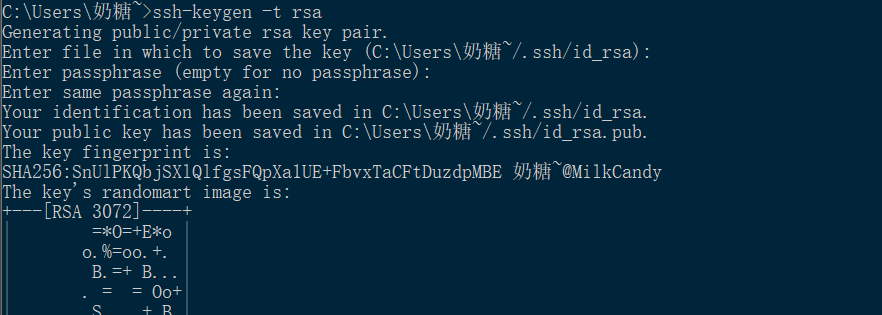 C:\Users\奶糖~>ssh-keygen -t rsa
Generating public/private rsa key pair.
Enter file in which to save the key (C:\Users\奶糖~/.ssh/id_rsa):
Enter passphrase (empty for no passphrase):
Enter same passphrase again:
Your identification has been saved in C:\Users\奶糖~/.ssh/id_rsa.
Your public key has been saved in C:\Users\奶糖~/.ssh/id_rsa.pub.
The key fingerprint is:
SHA256:SnUlPKQbjSXlQlfgsFQpXalUE+FbvxTaCFtDuzdpMBE 奶糖~@MilkCandy
The key's randomart image is:
+---[RSA 3072]----+
|        =*O=+E*o |
|       o.%=oo.+. |
|        B.=+ B...|
|       . =  = Oo+|
|        S    + B |